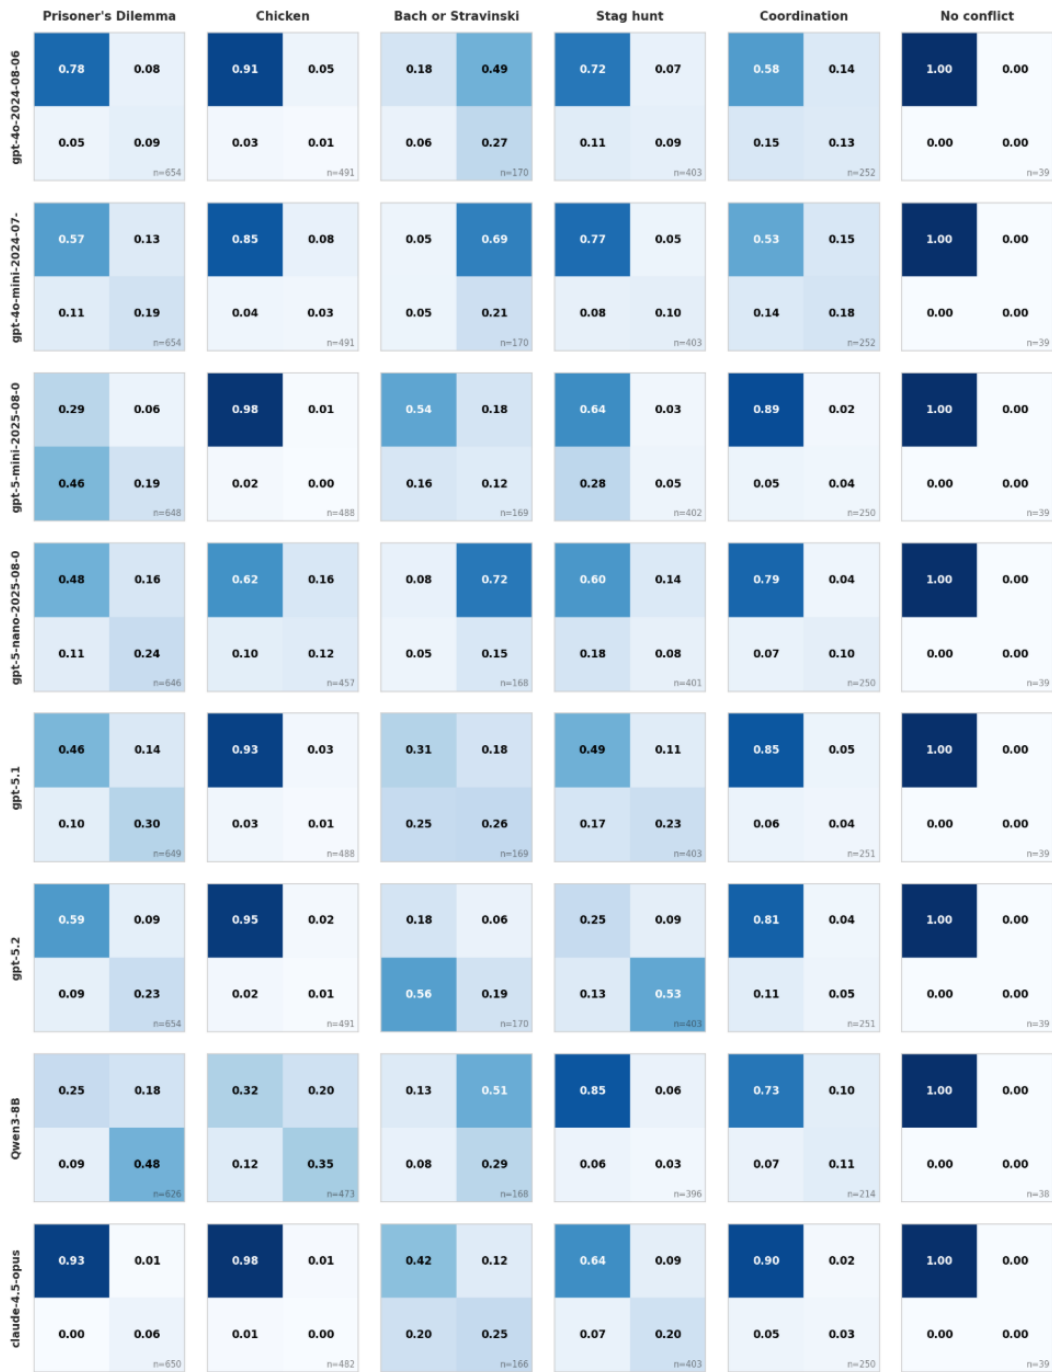 Prisoner's Dilemma Chicken Bach or Stravinski Stag hunt Coordination No conflict
gpt-4o-2024-08-06
0.78 0.08 0.91 0.05 0.18 0.49 0.72 0.07 0.58 0.14 1.00 0.00
0.05 0.09 0.03 0.01 0.06 0.27 0.11 0.09 0.15 0.13 0.00 0.00
n=654 n=491 n=170 n=403 n=252 n=39
gpt-4o-mini-2024-07-
0.57 0.13 0.85 0.08 0.05 0.69 0.77 0.05 0.53 0.15 1.00 0.00
0.11 0.19 0.04 0.03 0.05 0.21 0.08 0.10 0.14 0.18 0.00 0.00
n=654 n=491 n=170 n=403 n=252 n=39
gpt-5-mini-2025-08-0
0.29 0.06 0.98 0.01 0.54 0.18 0.64 0.03 0.89 0.02 1.00 0.00
0.46 0.19 0.02 0.00 0.16 0.12 0.28 0.05 0.05 0.04 0.00 0.00
n=648 n=488 n=169 n=402 n=250 n=39
gpt-5-nano-2025-08-0
0.48 0.16 0.62 0.16 0.08 0.72 0.60 0.14 0.79 0.04 1.00 0.00
0.11 0.24 0.10 0.12 0.05 0.15 0.18 0.08 0.07 0.10 0.00 0.00
n=646 n=457 n=168 n=401 n=250 n=39
gpt-5.1
0.46 0.14 0.93 0.03 0.31 0.18 0.49 0.11 0.85 0.05 1.00 0.00
0.10 0.30 0.03 0.01 0.25 0.26 0.17 0.23 0.06 0.04 0.00 0.00
n=649 n=488 n=169 n=403 n=251 n=39
gpt-5.2
0.59 0.09 0.95 0.02 0.18 0.06 0.25 0.09 0.81 0.04 1.00 0.00
0.09 0.23 0.02 0.01 0.56 0.19 0.13 0.53 0.11 0.05 0.00 0.00
n=654 n=491 n=170 n=403 n=251 n=39
Qwen3-8B
0.25 0.18 0.32 0.20 0.13 0.51 0.85 0.06 0.73 0.10 1.00 0.00
0.09 0.48 0.12 0.35 0.08 0.29 0.06 0.03 0.07 0.11 0.00 0.00
n=626 n=473 n=168 n=396 n=214 n=38
claude-4.5-opus
0.93 0.01 0.98 0.01 0.42 0.12 0.64 0.09 0.90 0.02 1.00 0.00
0.00 0.06 0.01 0.00 0.20 0.25 0.07 0.20 0.05 0.03 0.00 0.00
n=650 n=482 n=166 n=403 n=250 n=39